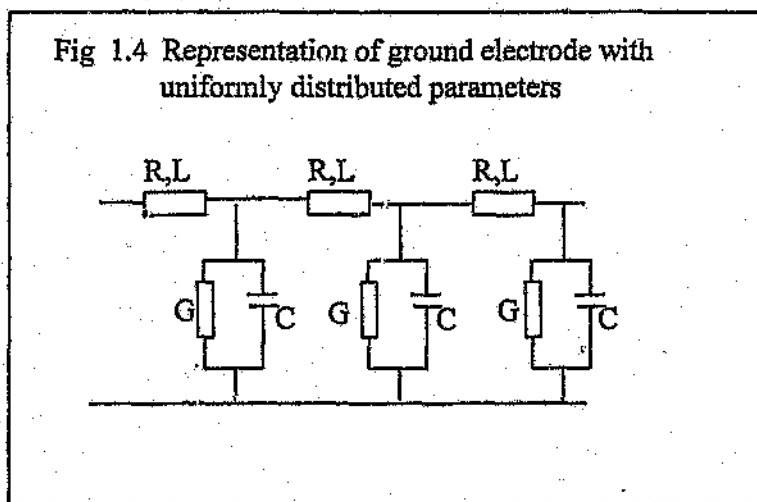 Fig 1.4 Representation of ground electrode with
uniformly distributed parameters
R,L R,L R,L
G C G C G C